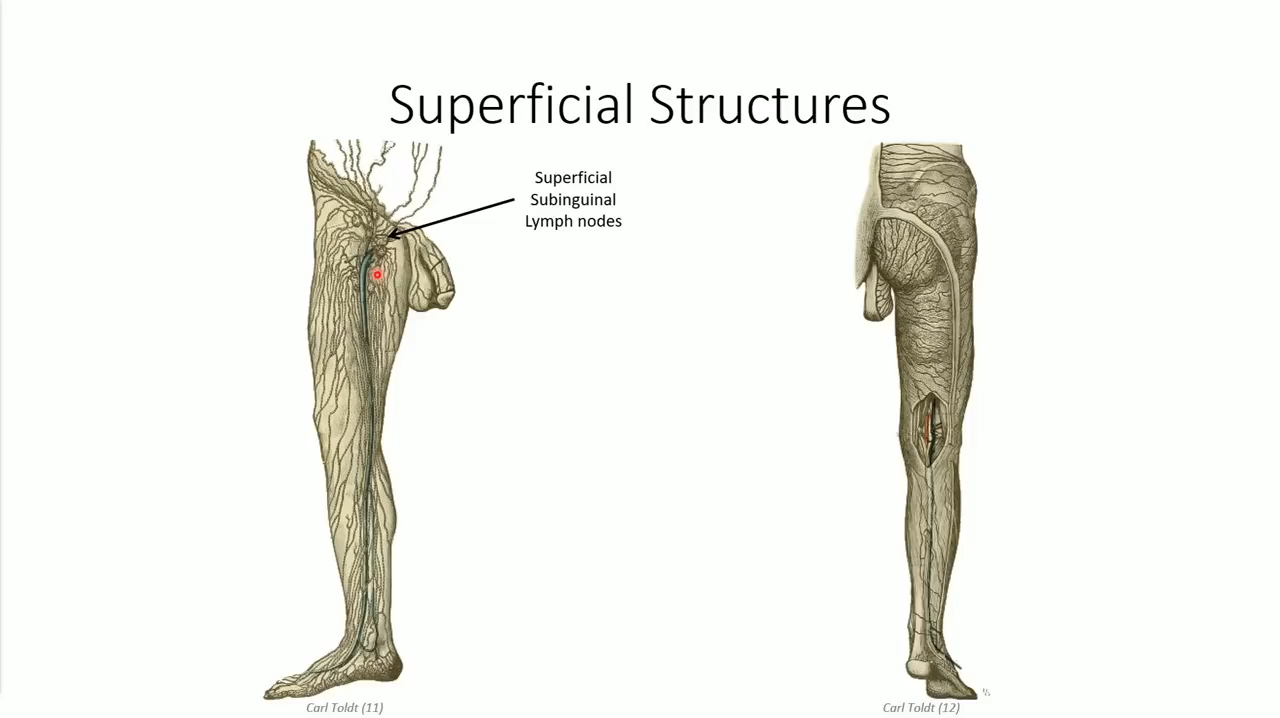 Superficial Structures
Superficial
Subinguinal
Lymph nodes
Carl Toldt (11)
Carl Toldt (12)